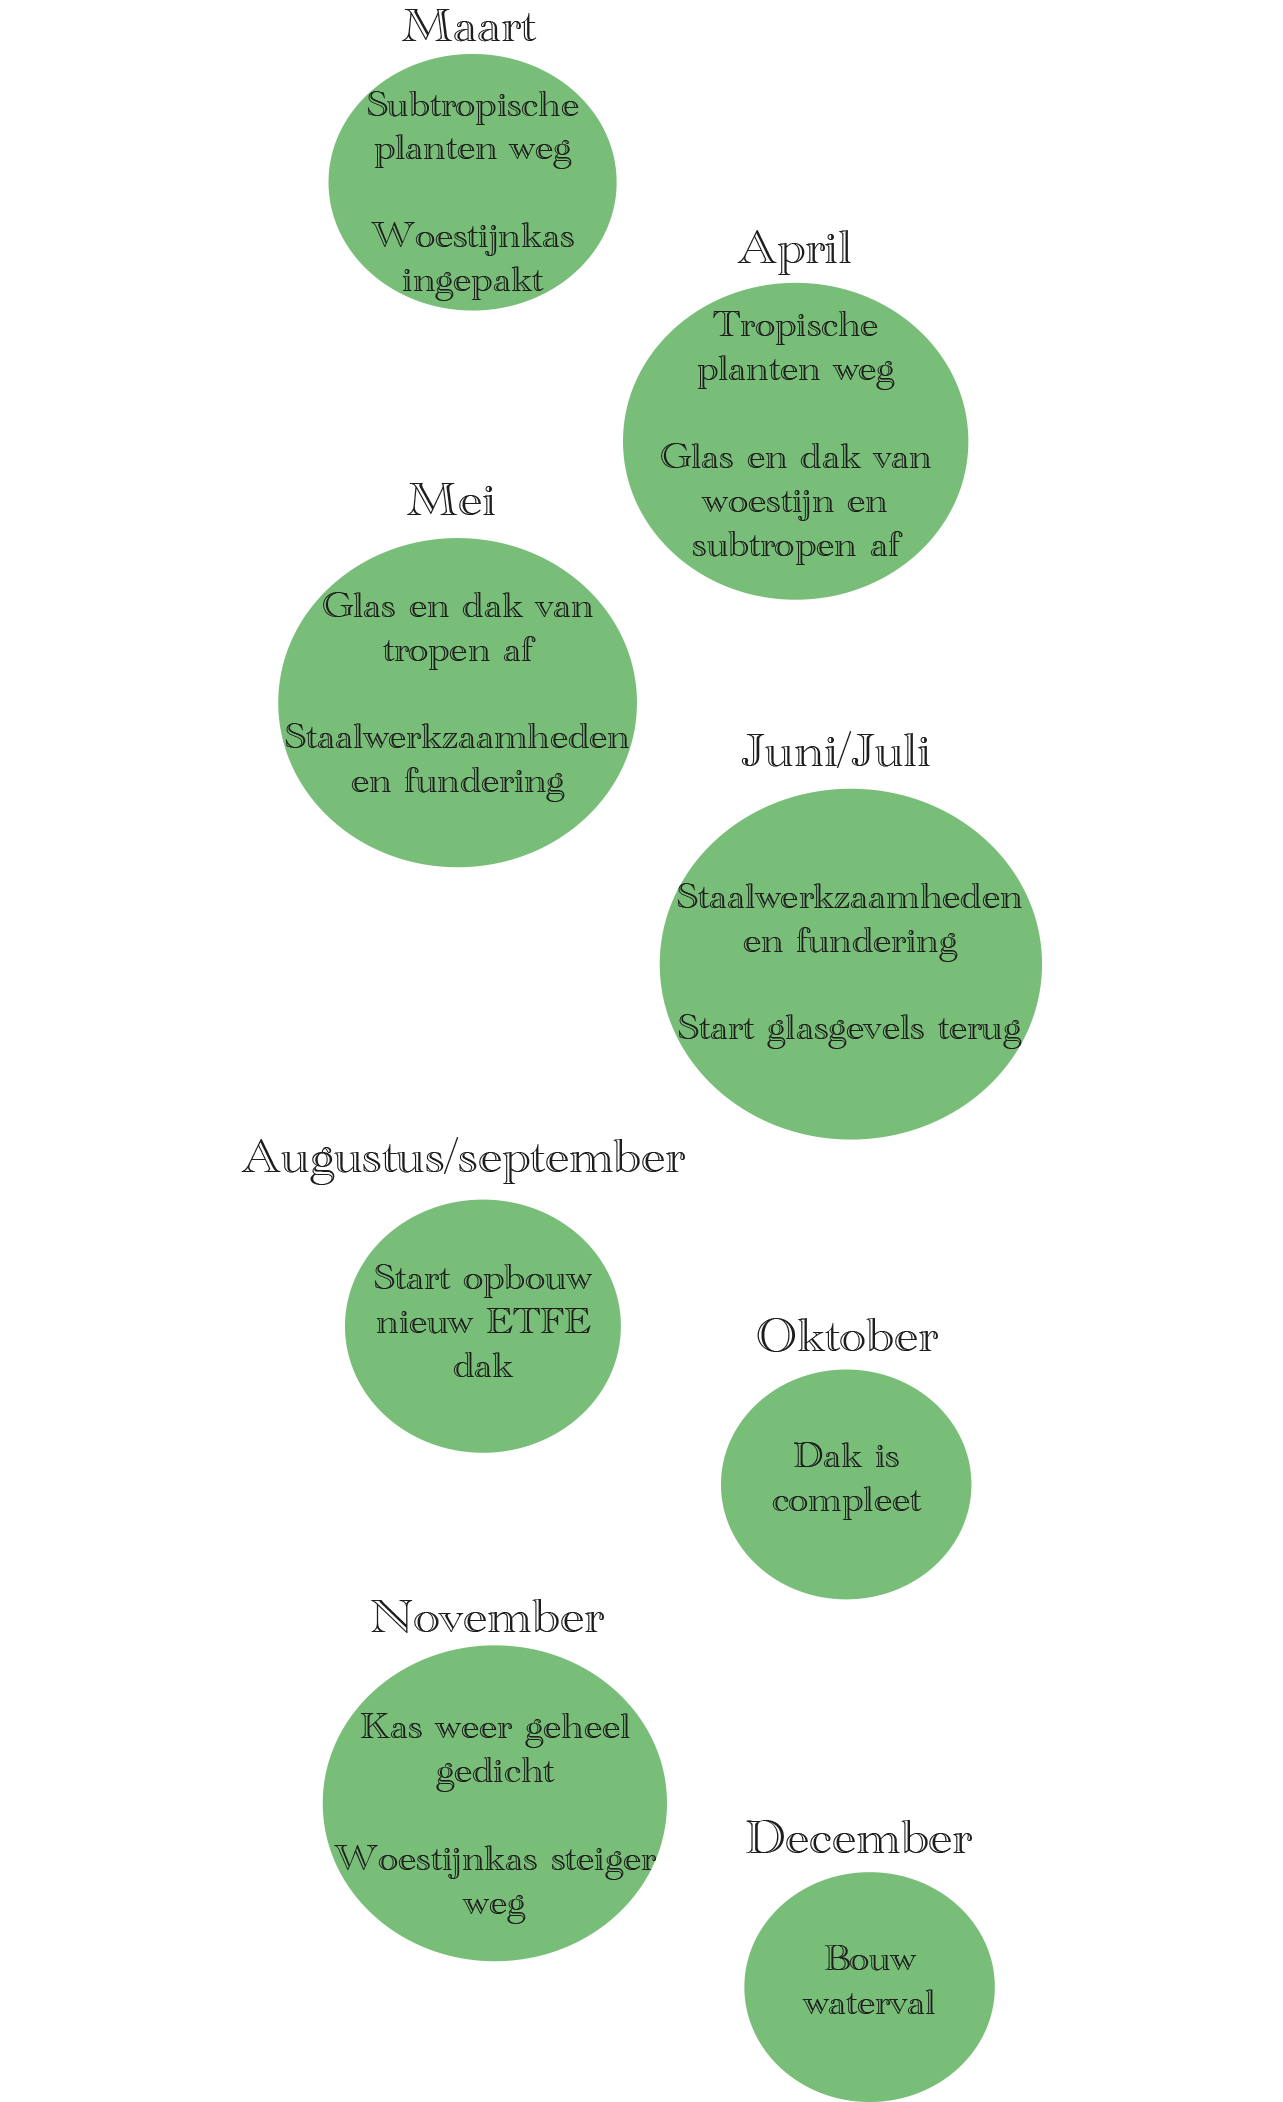 Maart
Subtropische
planten weg
Woestijnkas
ingepakt
April
Tropische
planten weg
Glas en dak van
woestijn en
subtropen af
Mei
Glas en dak van
tropen af
Staalwerkzaamheden
en fundering
Juni/Juli
Staalwerkzaamheden
en fundering
Start glasgevels terug
Augustus/september
Start opbouw
nieuw ETFE
dak
Oktober
Dak is
compleet
November
Kas weer geheel
gedicht
Woestijnkas steiger
weg
December
Bouw
waterval